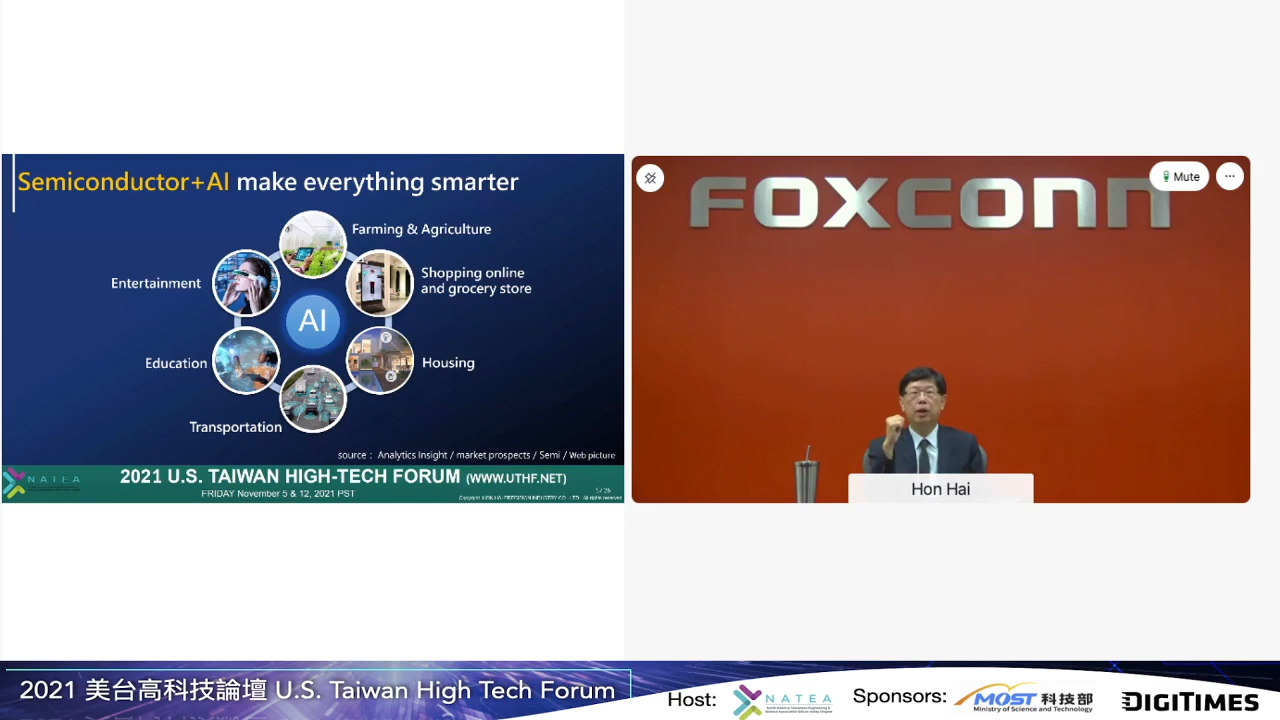 Semiconductor+AI make everything smarter
Farming & Agriculture
Entertainment
Shopping online
and grocery store
AI
Education
Housing
Transportation
source : Analytics Insight / market prospects / Semi / Web picture
NATEA
2021 U.S. TAIWAN HIGH-TECH FORUM (WWW.UTHF.NET)
FRIDAY November 5 & 12, 2021 PST
FOXCONN
Mute
Hon Hai
2021 美台高科技論壇 U.S. Taiwan High Tech Forum
Host:
NATEA
Sponsors:
MOST 科技部
Ministry of Science and Technology
DIGITIMES